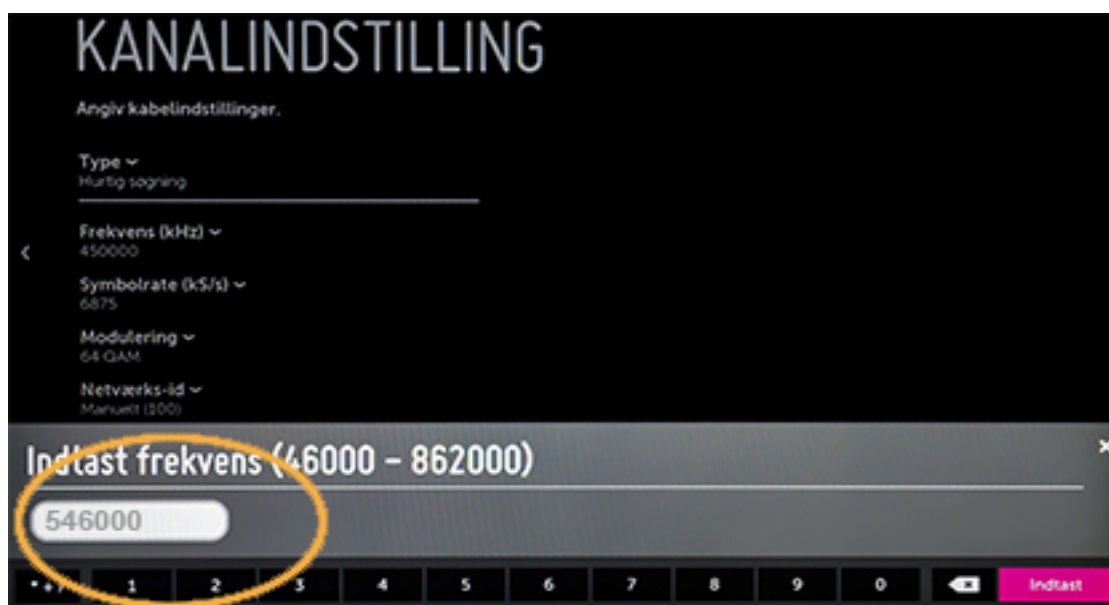 KANALINDSTILLING
Angiv kabelindstillinger.
Type
Hurtig søgning
Frekvens (kHz)
450000
Symbolrate (kS/s)
6875
Modulering
64 QAM
Netværks-id
Manuelt (100)
Indtast frekvens (46000 – 862000)
546000
1 2 3 4 5 6 7 8 9 0 Indtast